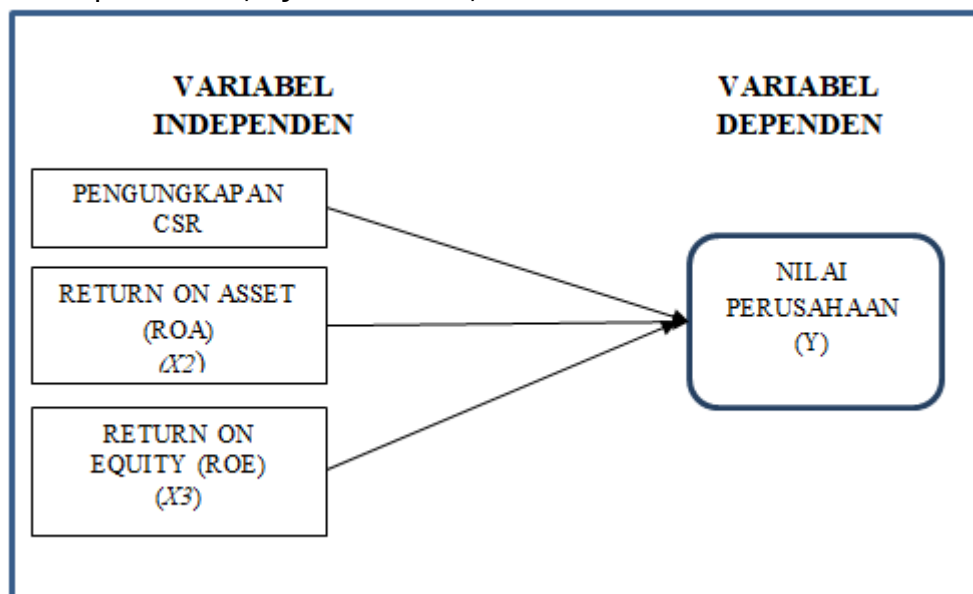 VARIABEL
INDEPENDEN
VARIABEL
DEPENDEN
PENGUNGKAPAN
CSR
RETURN ON ASSET
(ROA)
(X2)
RETURN ON
EQUITY (ROE)
(X3)
NILAI
PERUSAHAAN
(Y)